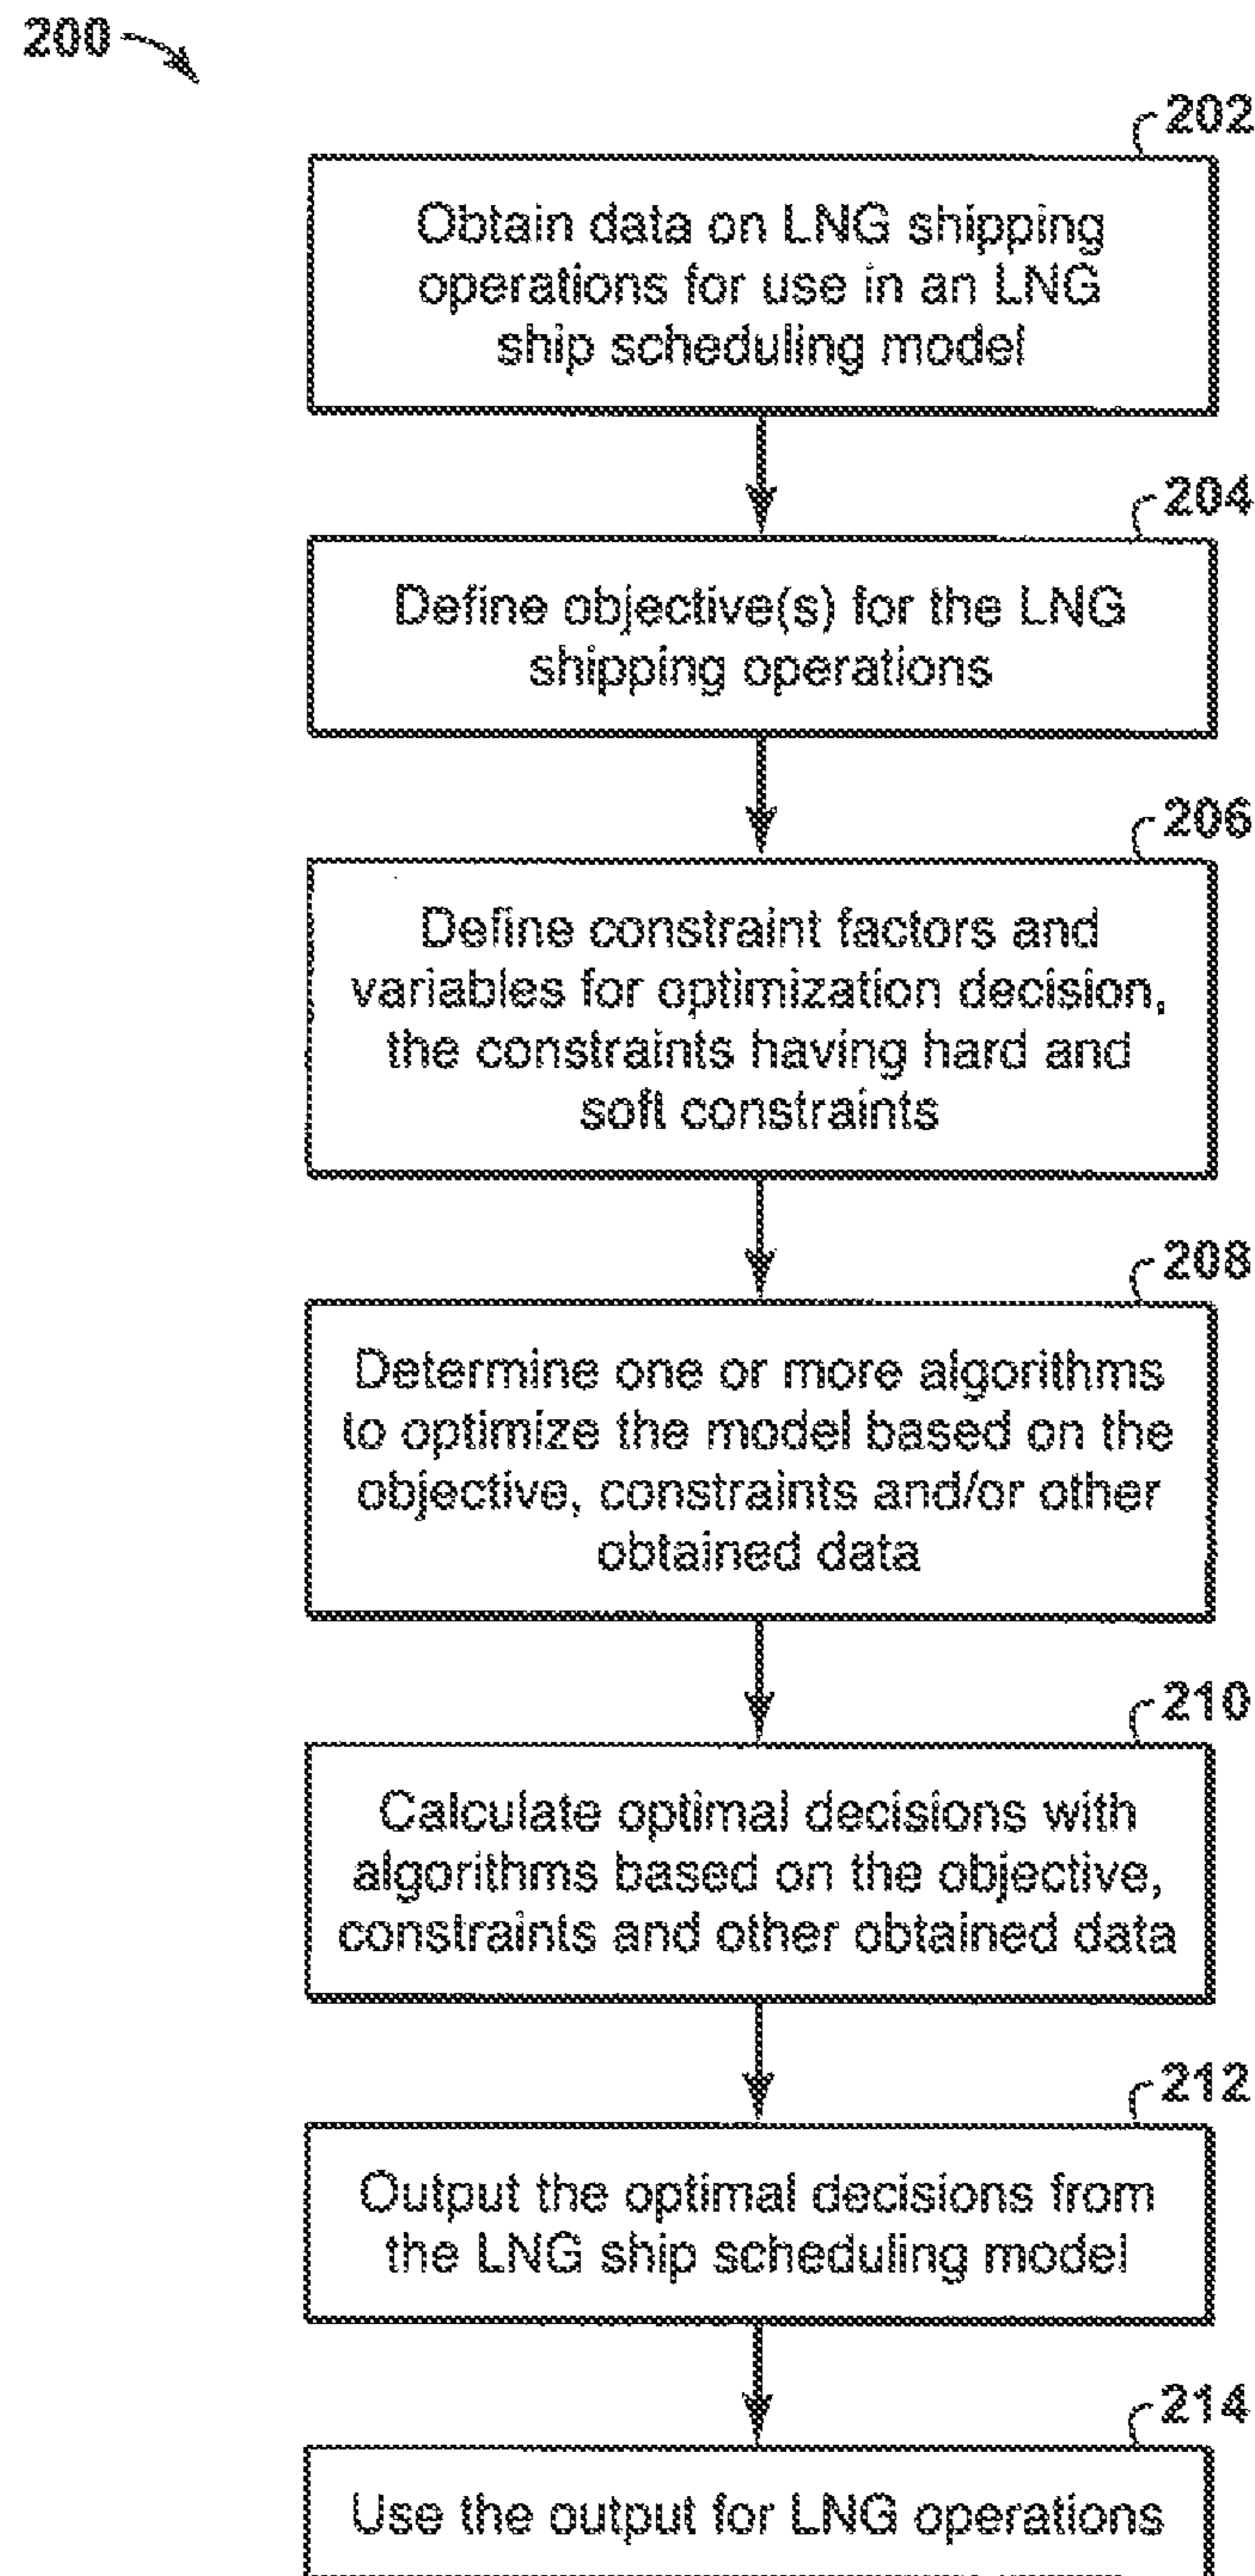 200
202
Obtain data on LNG shipping
operations for use in an LNG
ship scheduling model
204
Define objective(s) for the LNG
shipping operations
206
Define constraint factors and
variables for optimization decision,
the constraints having hard and
soft constraints
208
Determine one or more algorithms
to optimize the model based on the
objective, constraints and/or other
obtained data
210
Calculate optimal decisions with
algorithms based on the objective,
constraints and other obtained data
212
Output the optimal decisions from
the LNG ship scheduling model
214
Use the output for LNG operations